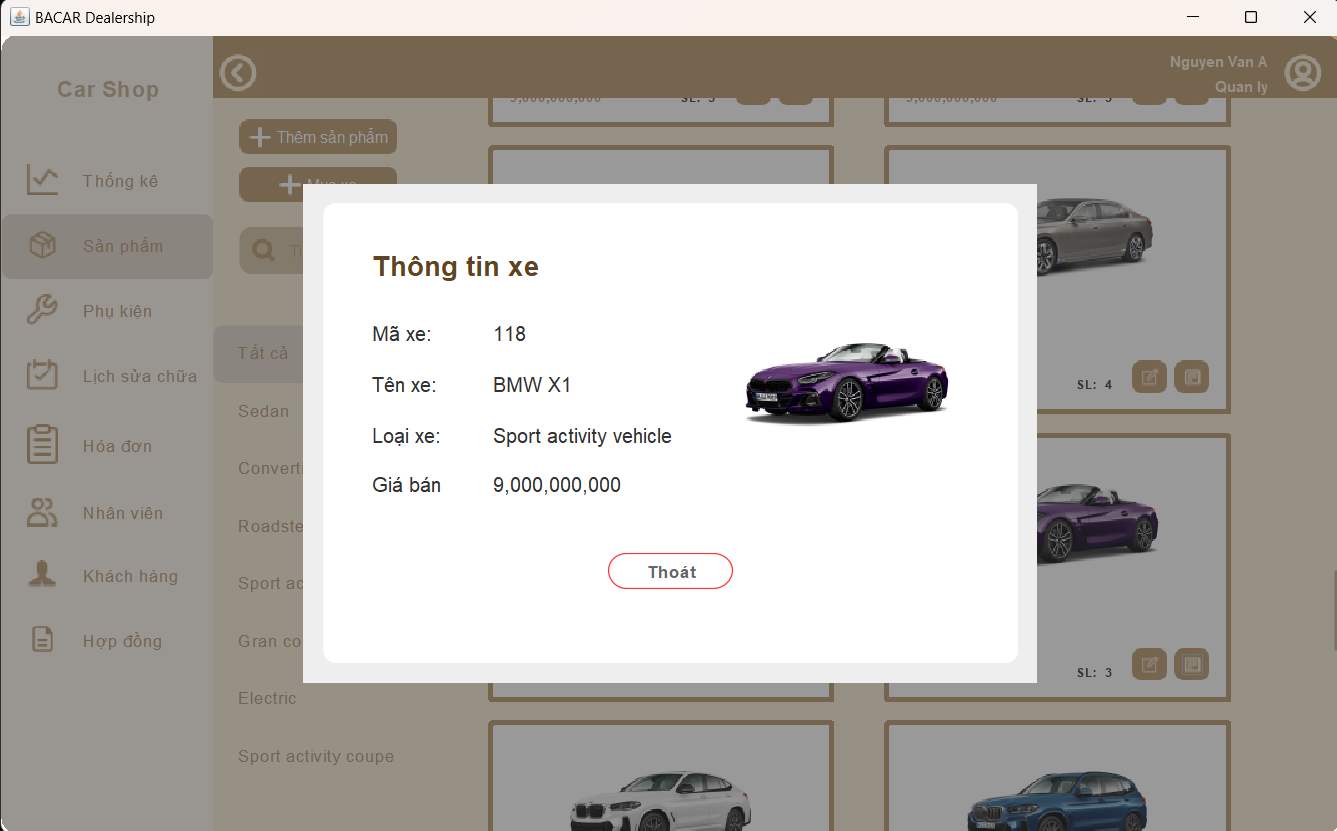 BACAR Dealership
Car Shop
Nguyen Van A
Quan ly
Thống kê
Sản phẩm
Phụ kiện
Lịch sửa chữa
Hóa đơn
Nhân viên
Khách hàng
Hợp đồng
Thêm sản phẩm
Mua xe
Tất cả
Sedan
Convert
Roadste
Sport ac
Gran co
Electric
Sport activity coupe
9,000,000,000 SL: 3
9,000,000,000 SL: 3
SL: 4
SL: 3
Thông tin xe
Mã xe: 118
Tên xe: BMW X1
Loại xe: Sport activity vehicle
Giá bán 9,000,000,000
Thoát